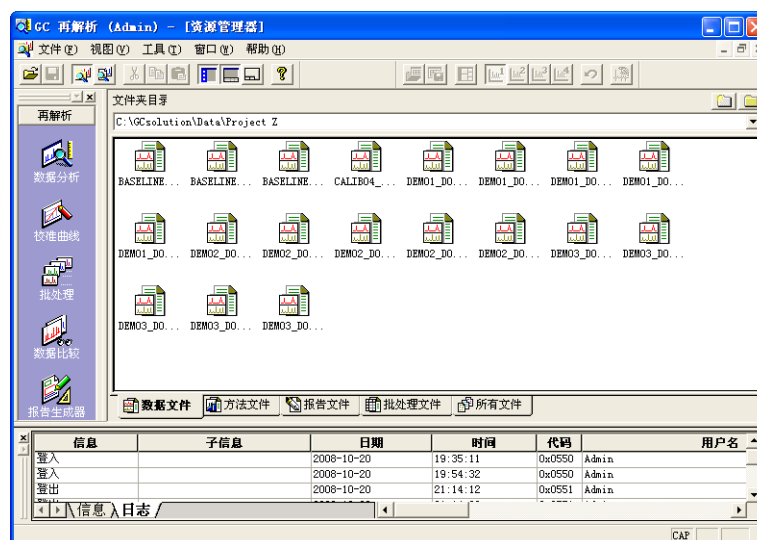 GC 再解析 (Admin) - [资源管理器]
文件(F) 视图(V) 工具(T) 窗口(W) 帮助(H)
再解析
数据分析
校准曲线
批处理
数据比较
报告生成器
文件夹目录
C:\GCsolution\Data\Project Z
BASELINE... BASELINE... BASELINE... CALIB04_... DEMO1_DO... DEMO1_DO... DEMO1_DO... DEMO1_DO...
DEMO1_DO... DEMO2_DO... DEMO2_DO... DEMO2_DO... DEMO2_DO... DEMO2_DO... DEMO3_DO... DEMO3_DO...
DEMO3_DO... DEMO3_DO... DEMO3_DO...
数据文件 方法文件 报告文件 批处理文件 所有文件
信息 子信息 日期 时间 代码 用户名
登入 2008-10-20 19:35:11 0x0550 Admin
登入 2008-10-20 19:54:32 0x0550 Admin
登出 2008-10-20 21:14:12 0x0551 Admin
信息 日志
CAP